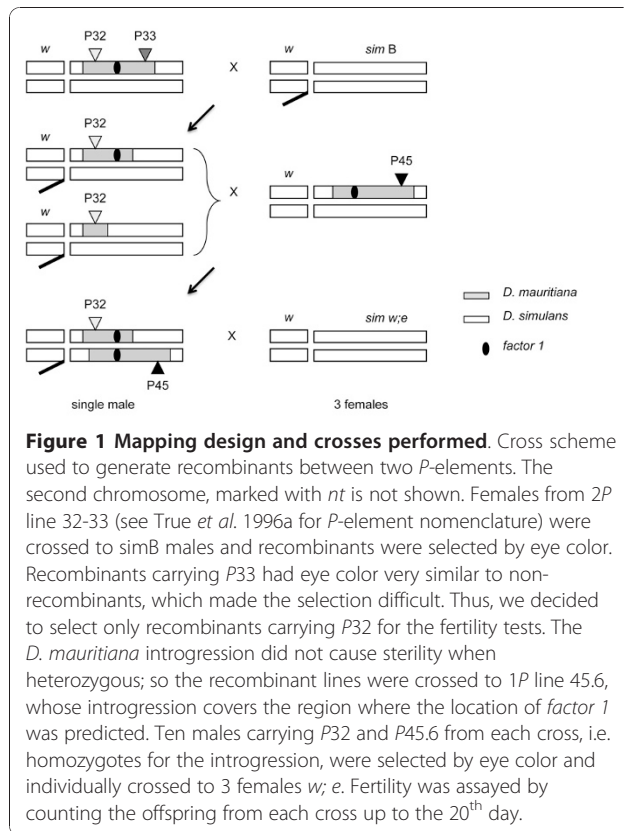 P32 P33
w w sim B
X
P32
w
P45
w
X
P32
w
X
w sim w;e
P45
D. mauritiana
D. simulans
factor 1
single male 3 females
Figure 1 Mapping design and crosses performed. Cross scheme
used to generate recombinants between two P-elements. The
second chromosome, marked with nt is not shown. Females from 2P
line 32-33 (see True et al. 1996a for P-element nomenclature) were
crossed to simB males and recombinants were selected by eye color.
Recombinants carrying P33 had eye color very similar to non-
recombinants, which made the selection difficult. Thus, we decided
to select only recombinants carrying P32 for the fertility tests. The
D. mauritiana introgression did not cause sterility when
heterozygous; so the recombinant lines were crossed to 1P line 45.6,
whose introgression covers the region where the location of factor 1
was predicted. Ten males carrying P32 and P45.6 from each cross, i.e.
homozygotes for the introgression, were selected by eye color and
individually crossed to 3 females w; e. Fertility was assayed by
counting the offspring from each cross up to the 20th day.